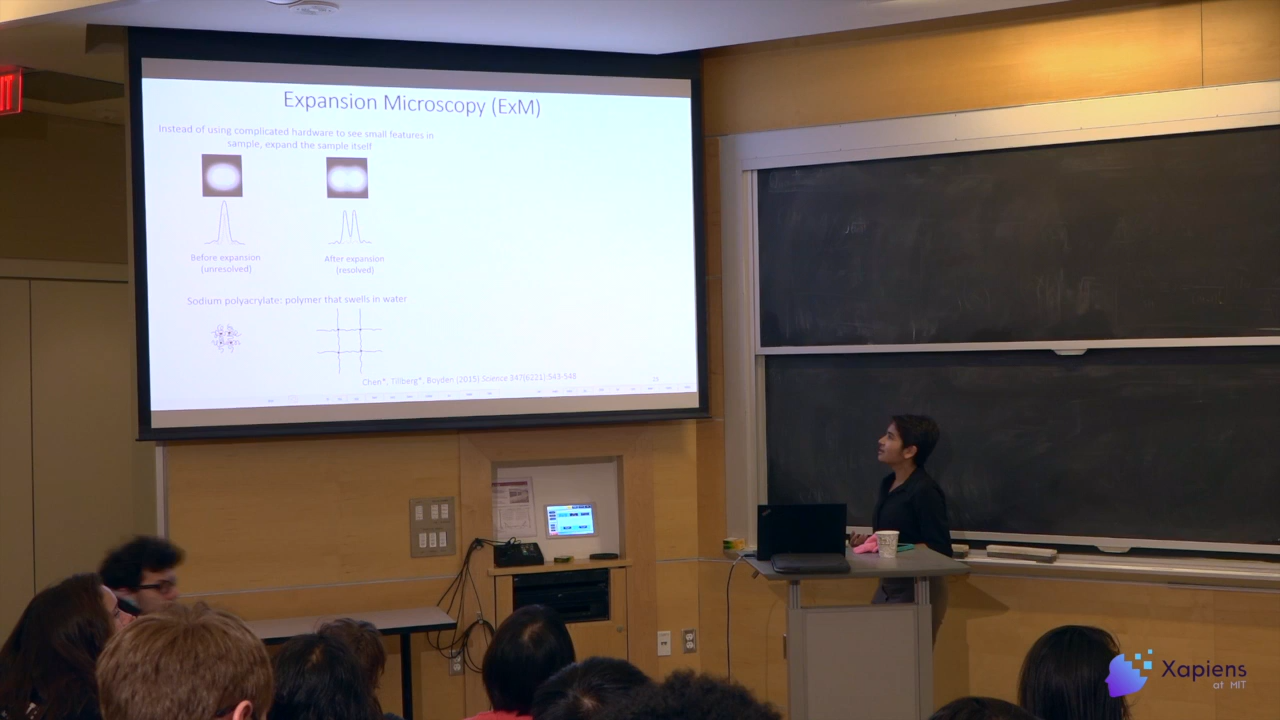 Expansion Microscopy (ExM)
Instead of using complicated hardware to see small features in
sample, expand the sample itself
Before expansion
(unresolved)
After expansion
(resolved)
Sodium polyacrylate: polymer that swells in water
Chen*, Tillberg*, Boyden (2015) Science 347(6221):543-548
Xapiens
at MIT